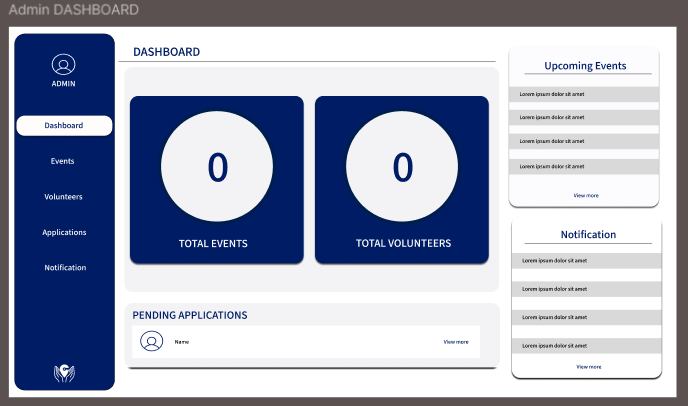 Admin DASHBOARD
ADMIN
Dashboard
Events
Volunteers
Applications
Notification
DASHBOARD
0
TOTAL EVENTS
0
TOTAL VOLUNTEERS
PENDING APPLICATIONS
Name
View more
Upcoming Events
Lorem ipsum dolor sit amet
Lorem ipsum dolor sit amet
Lorem ipsum dolor sit amet
Lorem ipsum dolor sit amet
View more
Notification
Lorem ipsum dolor sit amet
Lorem ipsum dolor sit amet
Lorem ipsum dolor sit amet
Lorem ipsum dolor sit amet
View more